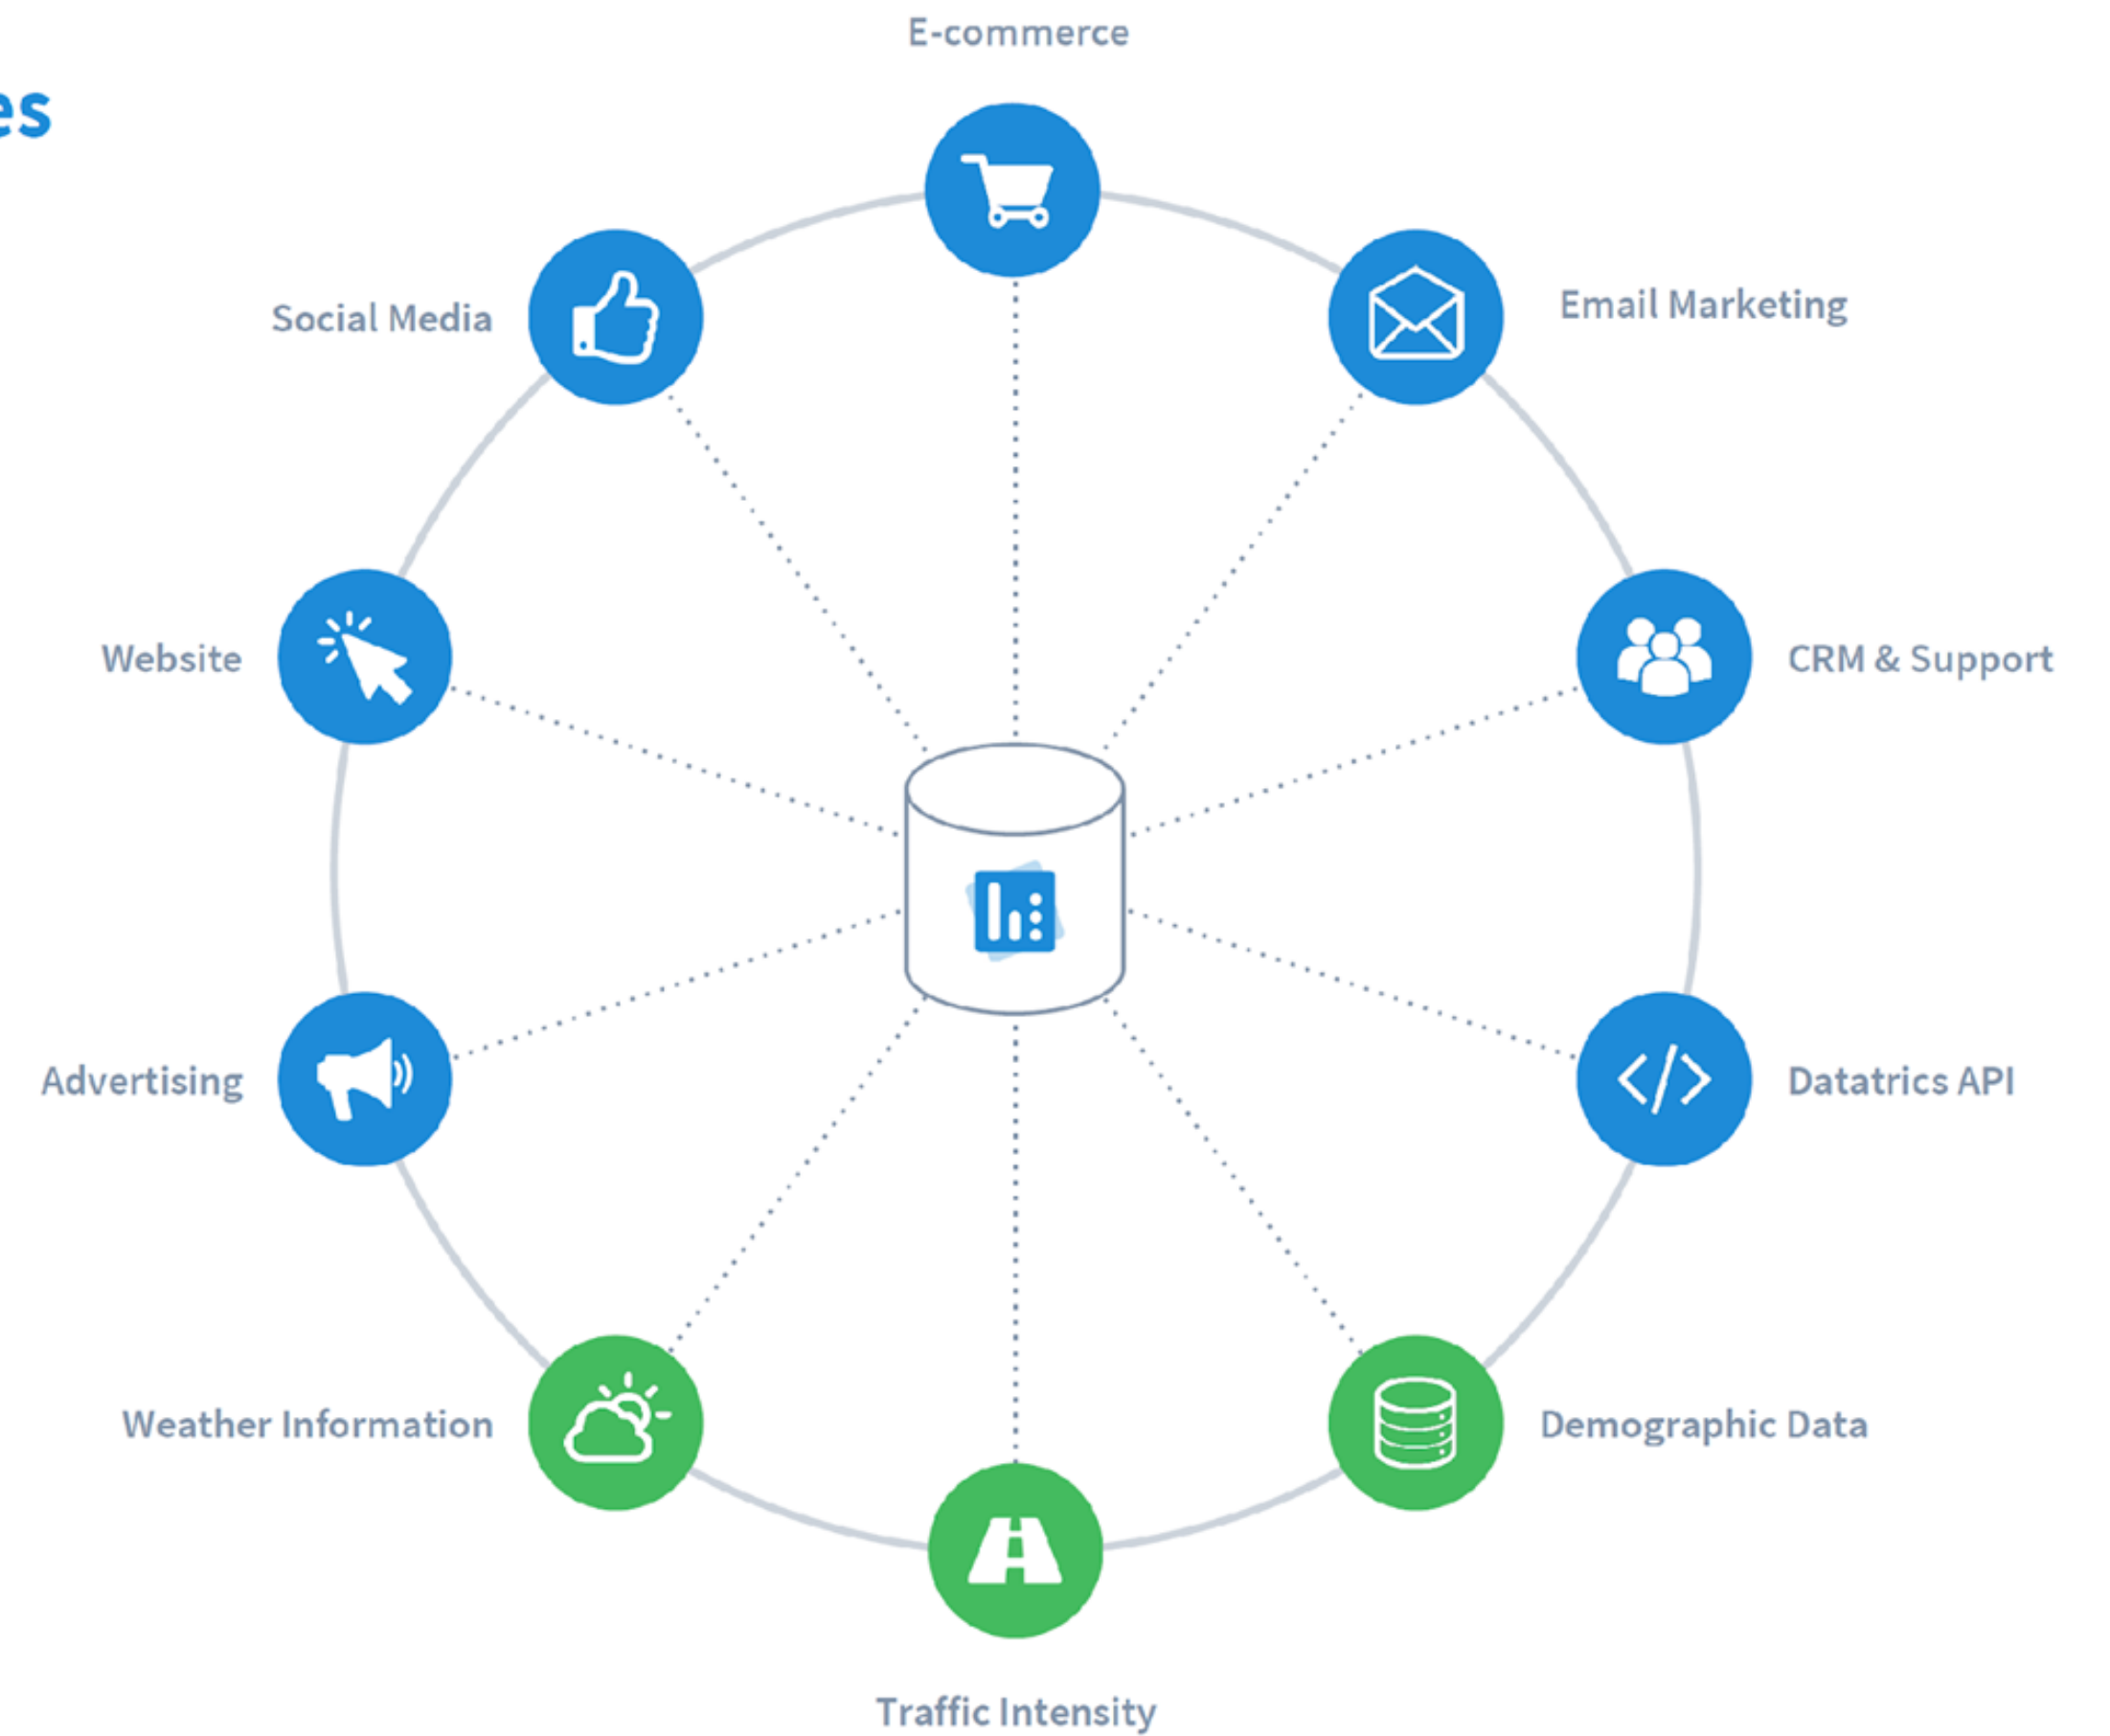 E-commerce
es
Social Media
Email Marketing
Website
CRM & Support
Advertising
Datatrics API
Weather Information
Demographic Data
Traffic Intensity